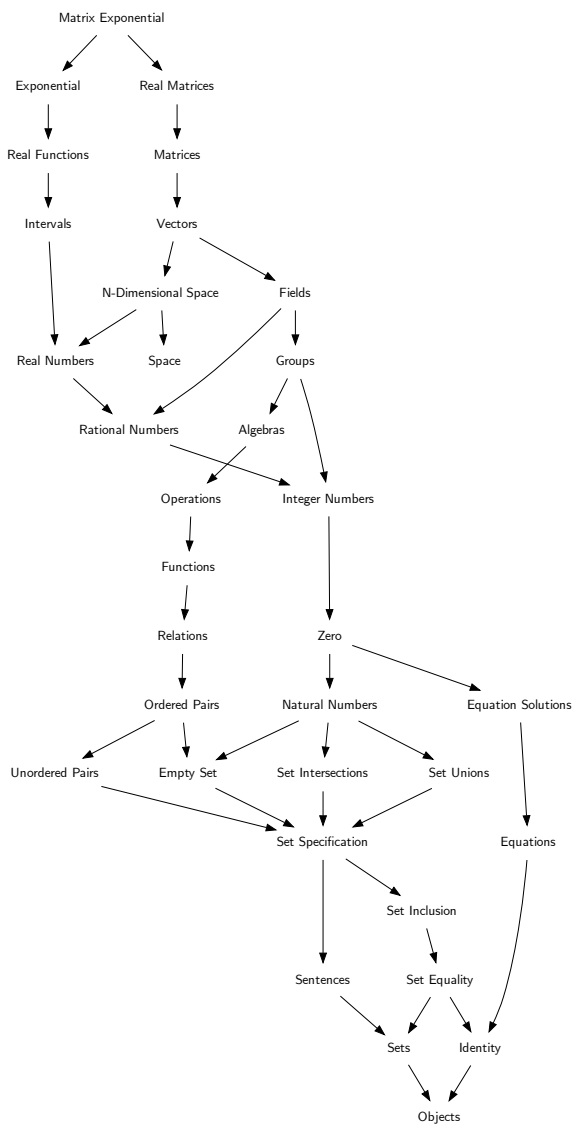 Matrix Exponential
Exponential
Real Matrices
Real Functions
Matrices
Intervals
Vectors
N-Dimensional Space
Fields
Real Numbers
Space
Groups
Rational Numbers
Algebras
Operations
Integer Numbers
Functions
Relations
Zero
Ordered Pairs
Natural Numbers
Equation Solutions
Unordered Pairs
Empty Set
Set Intersections
Set Unions
Set Specification
Equations
Set Inclusion
Sentences
Set Equality
Sets
Identity
Objects